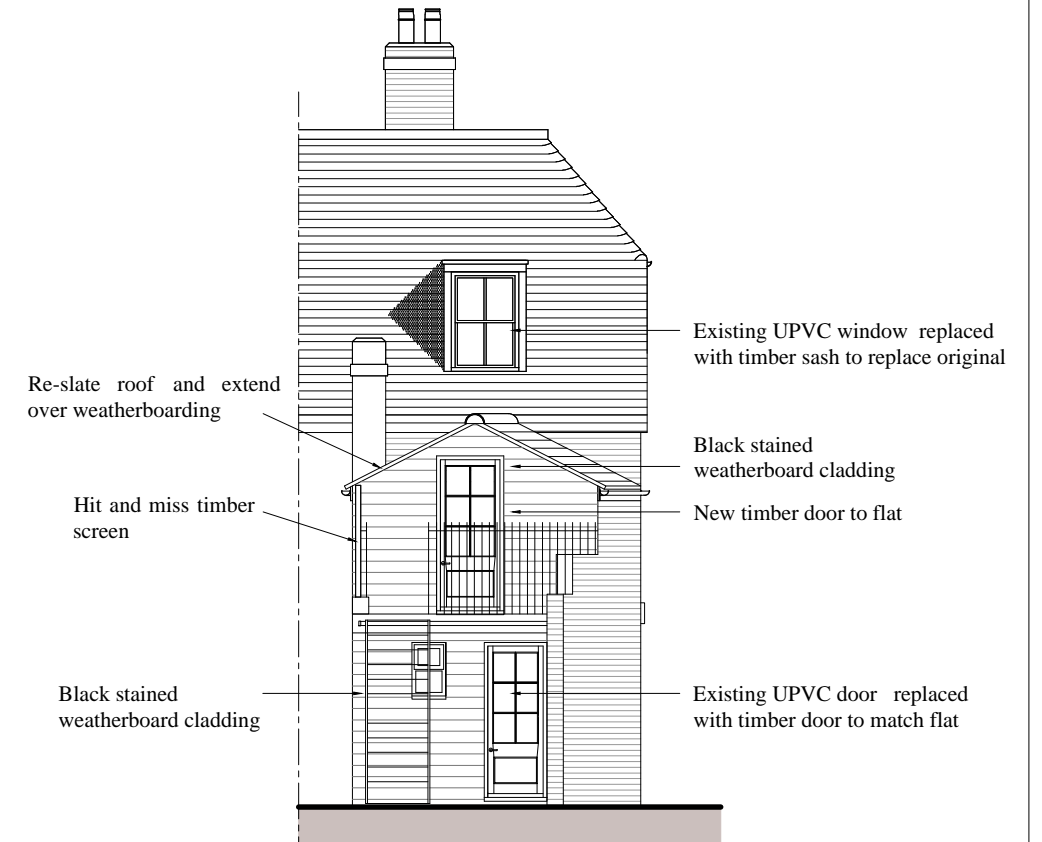 Existing UPVC window replaced
with timber sash to replace original
Re-slate roof and extend
over weatherboarding
Black stained
weatherboard cladding
Hit and miss timber
screen
New timber door to flat
Black stained
weatherboard cladding
Existing UPVC door replaced
with timber door to match flat